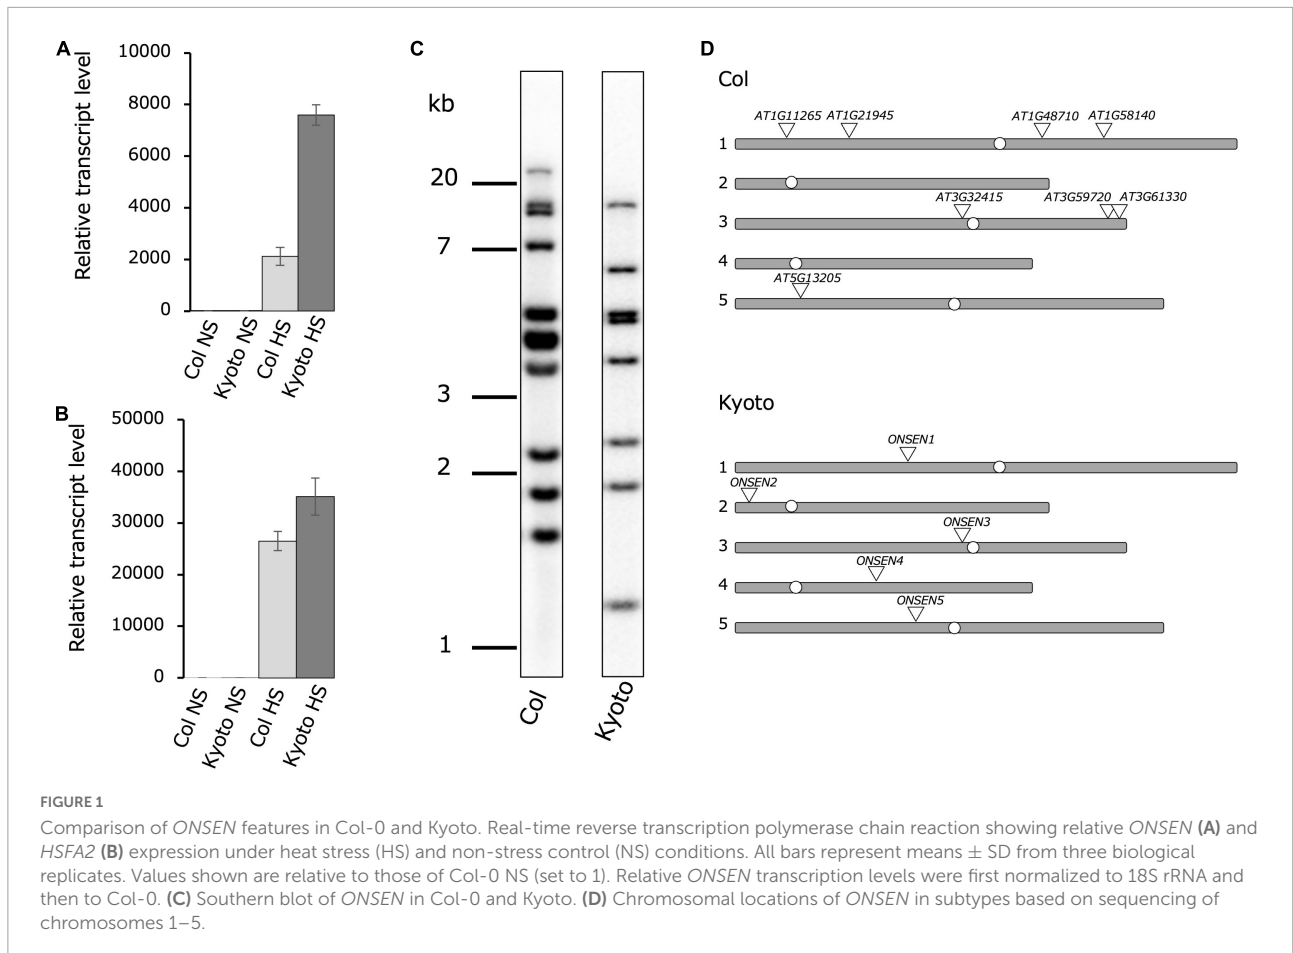 A
Relative transcript level
10000
8000
6000
4000
2000
0
Col NS
Kyoto NS
Col HS
Kyoto HS
B
Relative transcript level
50000
40000
30000
20000
10000
0
Col NS
Kyoto NS
Col HS
Kyoto HS
C
kb
20
7
3
2
1
Col
Kyoto
D
Col
AT1G11265 AT1G21945 AT1G48710 AT1G58140
1
2
AT3G32415 AT3G59720 AT3G61330
3
4
AT5G13205
5
Kyoto
ONSEN1
1
ONSEN2
2
ONSEN3
3
ONSEN4
4
ONSEN5
5
FIGURE 1
Comparison of ONSEN features in Col-0 and Kyoto. Real-time reverse transcription polymerase chain reaction showing relative ONSEN (A) and
HSFA2 (B) expression under heat stress (HS) and non-stress control (NS) conditions. All bars represent means ± SD from three biological
replicates. Values shown are relative to those of Col-0 NS (set to 1). Relative ONSEN transcription levels were first normalized to 18S rRNA and
then to Col-0. (C) Southern blot of ONSEN in Col-0 and Kyoto. (D) Chromosomal locations of ONSEN in subtypes based on sequencing of
chromosomes 1–5.